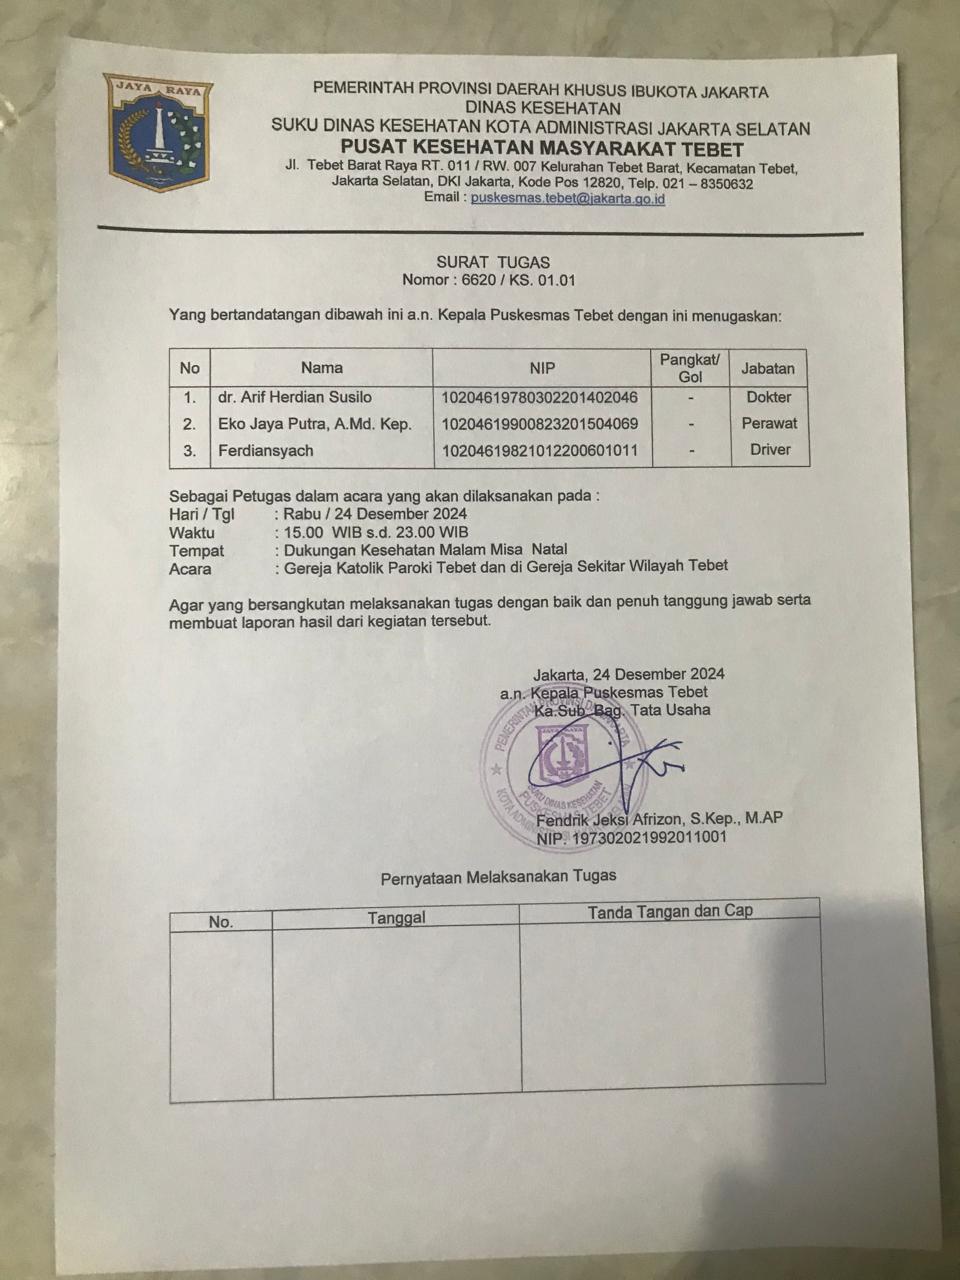 JAYA RAYA
PEMERINTAH PROVINSI DAERAH KHUSUS IBUKOTA JAKARTA
DINAS KESEHATAN
SUKU DINAS KESEHATAN KOTA ADMINISTRASI JAKARTA SELATAN
PUSAT KESEHATAN MASYARAKAT TEBET
Jl. Tebet Barat Raya RT. 011 / RW. 007 Kelurahan Tebet Barat, Kecamatan Tebet,
Jakarta Selatan, DKI Jakarta, Kode Pos 12820, Telp. 021 – 8350632
Email : puskesmas.tebet@jakarta.go.id
SURAT TUGAS
Nomor : 6620 / KS. 01.01
Yang bertandatangan dibawah ini a.n. Kepala Puskesmas Tebet dengan ini menugaskan:
No Nama NIP Pangkat/ Gol Jabatan
1. dr. Arif Herdian Susilo 10204619780302201402046 - Dokter
2. Eko Jaya Putra, A.Md. Kep. 10204619900823201504069 - Perawat
3. Ferdiansyach 10204619821012200601011 - Driver
Sebagai Petugas dalam acara yang akan dilaksanakan pada :
Hari / Tgl : Rabu / 24 Desember 2024
Waktu : 15.00 WIB s.d. 23.00 WIB
Tempat : Dukungan Kesehatan Malam Misa Natal
Acara : Gereja Katolik Paroki Tebet dan di Gereja Sekitar Wilayah Tebet
Agar yang bersangkutan melaksanakan tugas dengan baik dan penuh tanggung jawab serta
membuat laporan hasil dari kegiatan tersebut.
Jakarta, 24 Desember 2024
a.n. Kepala Puskesmas Tebet
Ka.Sub Bag. Tata Usaha
PEMERINTAH PROVINSI JAKARTA
JAYA RAYA
SUKU DINAS KESEHATAN
PUSKESMAS TEBET
KOTA ADMINISTRASI
Fendrik Jeksi Afrizon, S.Kep., M.AP
NIP. 197302021992011001
Pernyataan Melaksanakan Tugas
No. Tanggal Tanda Tangan dan Cap